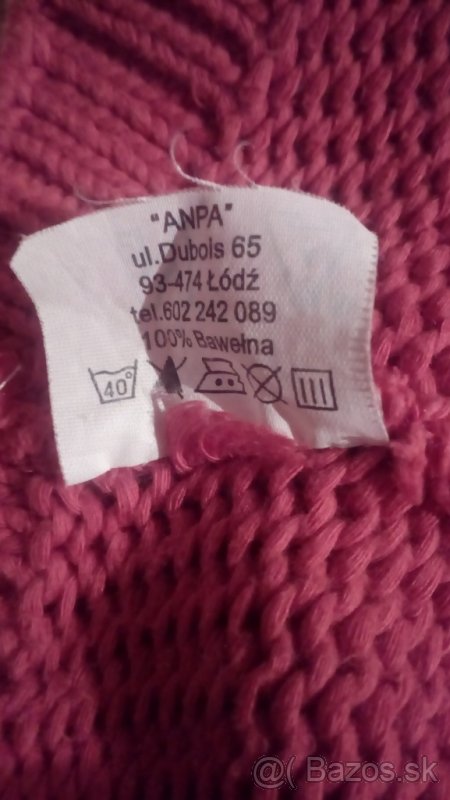 "ANPA"
ul.Dubois 65
93-474 Łódź
tel.602 242 089
100% Bawełna
40°
@( Bazos.sk